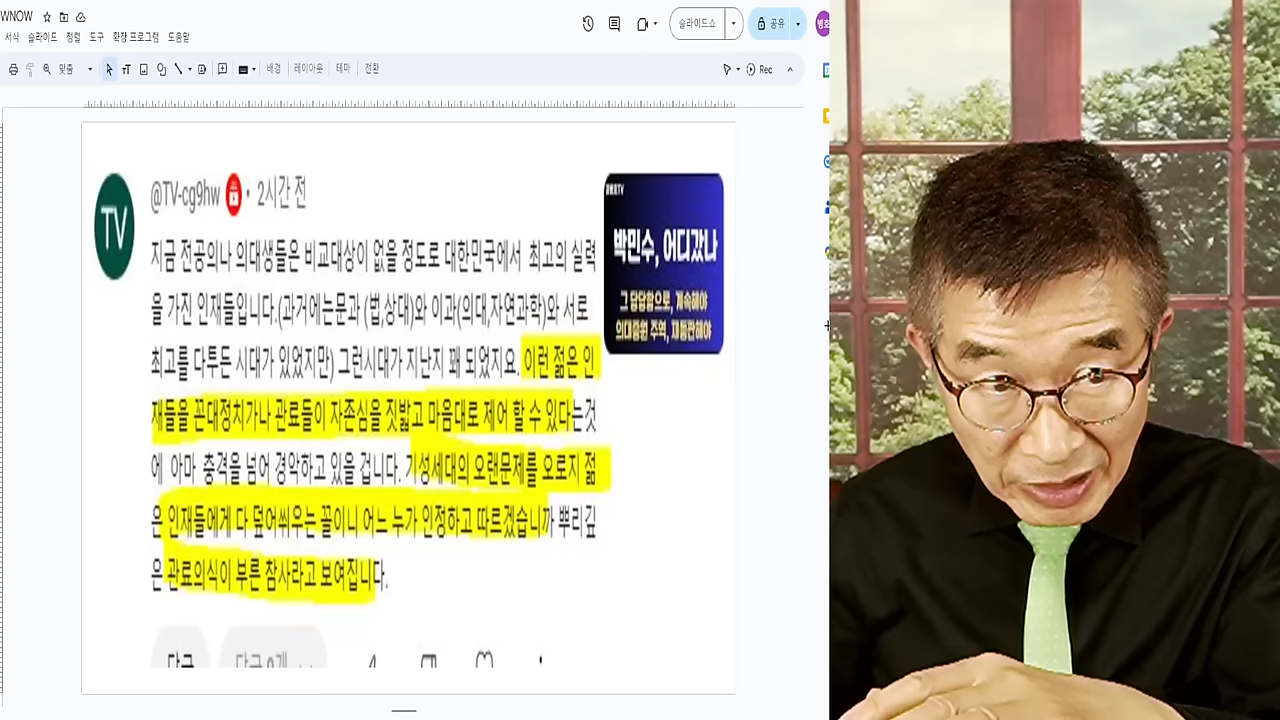 WNOW
서식 슬라이드 정렬 도구 확장 프로그램 도움말
슬라이드쇼
공유
병호
맞춤
배경 레이아웃 테마 전환
Rec
TV
@TV-cg9hw · 2시간 전
지금 전공의나 의대생들은 비교대상이 없을 정도로 대한민국에서 최고의 실력
을 가진 인재들입니다.(과거에는문과 (법,상대)와 이과(의대,자연과학)와 서로
최고를 다투든 시대가 있었지만) 그런시대가 지난지 꽤 되었지요. 이런 젊은 인
재들을 꼰대정치가나 관료들이 자존심을 짓밟고 마음대로 제어 할 수 있다는것
에 아마 충격을 넘어 경악하고 있을 겁니다. 기성세대의 오랜문제를 오로지 젊
은 인재들에게 다 덮어씌우는 꼴이니 어느 누가 인정하고 따르겠습니까 뿌리깊
은 관료의식이 부른 참사라고 보여집니다.
박민수, 어디갔나
그 당당함으로, 계속해야
의대증원 주역, 재등판해야